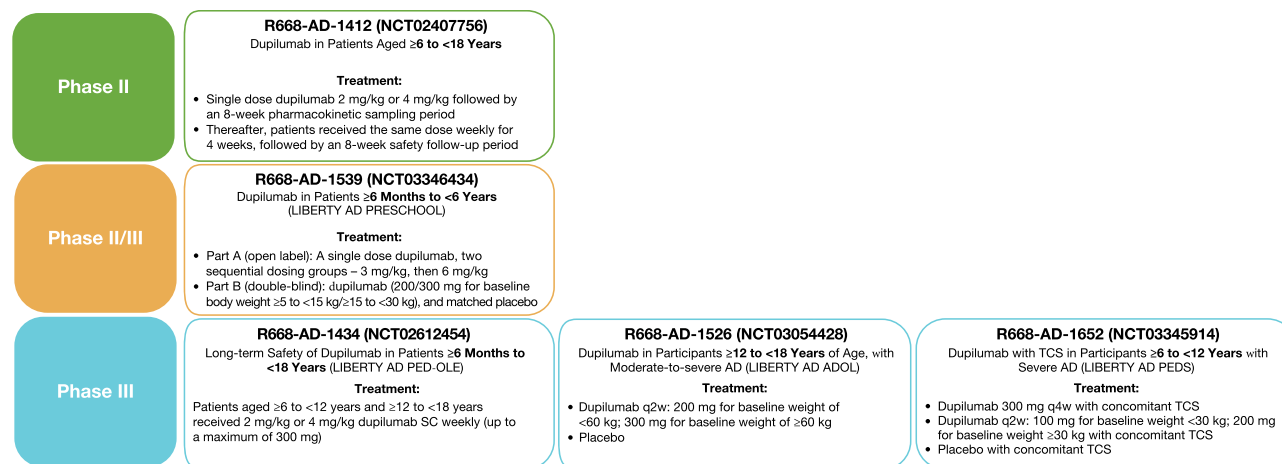 Phase II
R668-AD-1412 (NCT02407756)
Dupilumab in Patients Aged ≥6 to <18 Years
Treatment:
• Single dose dupilumab 2 mg/kg or 4 mg/kg followed by
an 8-week pharmacokinetic sampling period
• Thereafter, patients received the same dose weekly for
4 weeks, followed by an 8-week safety follow-up period
Phase II/III
R668-AD-1539 (NCT03346434)
Dupilumab in Patients ≥6 Months to <6 Years
(LIBERTY AD PRESCHOOL)
Treatment:
• Part A (open label): A single dose dupilumab, two
sequential dosing groups – 3 mg/kg, then 6 mg/kg
• Part B (double-blind): dupilumab (200/300 mg for baseline
body weight ≥5 to <15 kg/≥15 to <30 kg), and matched placebo
Phase III
R668-AD-1434 (NCT02612454)
Long-term Safety of Dupilumab in Patients ≥6 Months to
<18 Years (LIBERTY AD PED-OLE)
Treatment:
Patients aged ≥6 to <12 years and ≥12 to <18 years
received 2 mg/kg or 4 mg/kg dupilumab SC weekly (up to
a maximum of 300 mg)
R668-AD-1526 (NCT03054428)
Dupilumab in Participants ≥12 to <18 Years of Age, with
Moderate-to-severe AD (LIBERTY AD ADOL)
Treatment:
• Dupilumab q2w: 200 mg for baseline weight of
<60 kg; 300 mg for baseline weight of ≥60 kg
• Placebo
R668-AD-1652 (NCT03345914)
Dupilumab with TCS in Participants ≥6 to <12 Years with
Severe AD (LIBERTY AD PEDS)
Treatment:
• Dupilumab 300 mg q4w with concomitant TCS
• Dupilumab q2w: 100 mg for baseline weight <30 kg; 200 mg
for baseline weight ≥30 kg with concomitant TCS
• Placebo with concomitant TCS